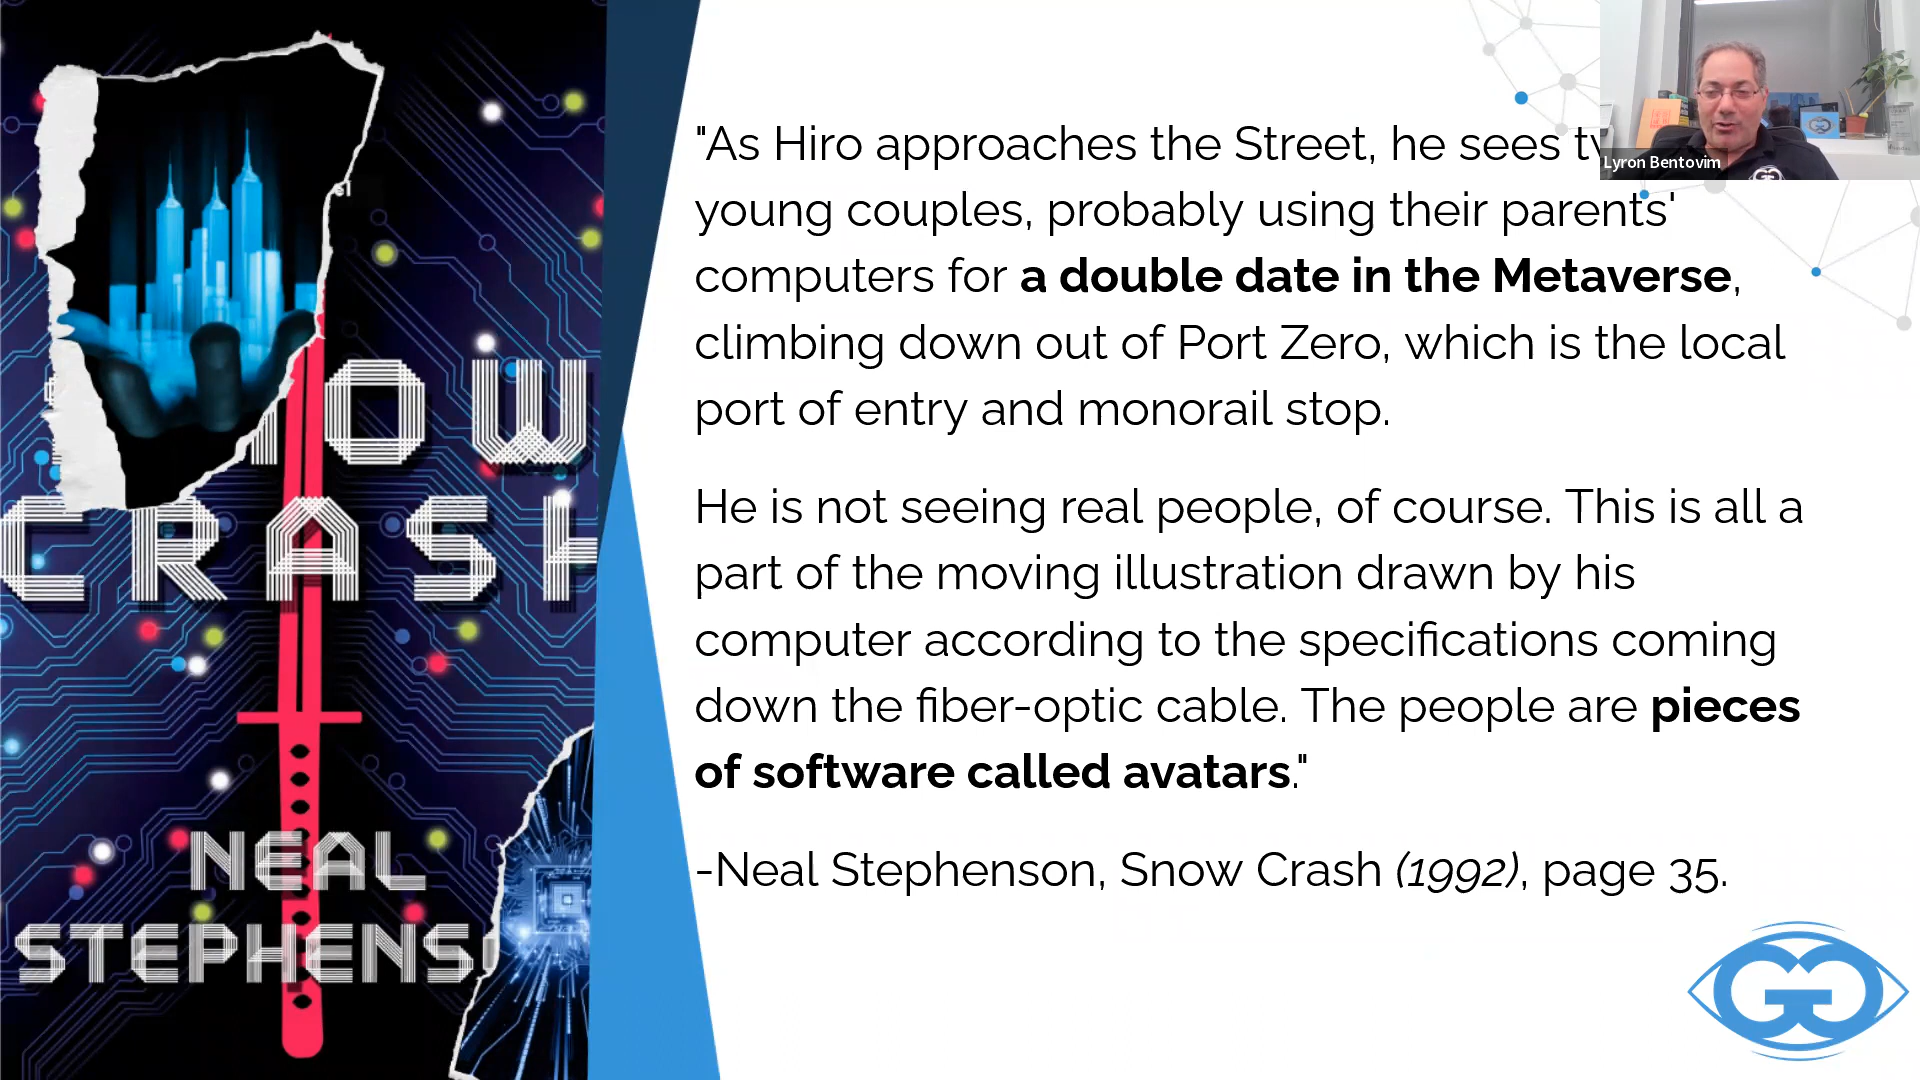 "As Hiro approaches the Street, he sees
Lyron Bentovim
young couples, probably using their parents'
computers for a double date in the Metaverse,
climbing down out of Port Zero, which is the local
port of entry and monorail stop.
He is not seeing real people, of course. This is all a
part of the moving illustration drawn by his
computer according to the specifications coming
down the fiber-optic cable. The people are pieces
of software called avatars."
-Neal Stephenson, Snow Crash (1992), page 35.
OW
CRASH
NEAL
STEPHENS
GG